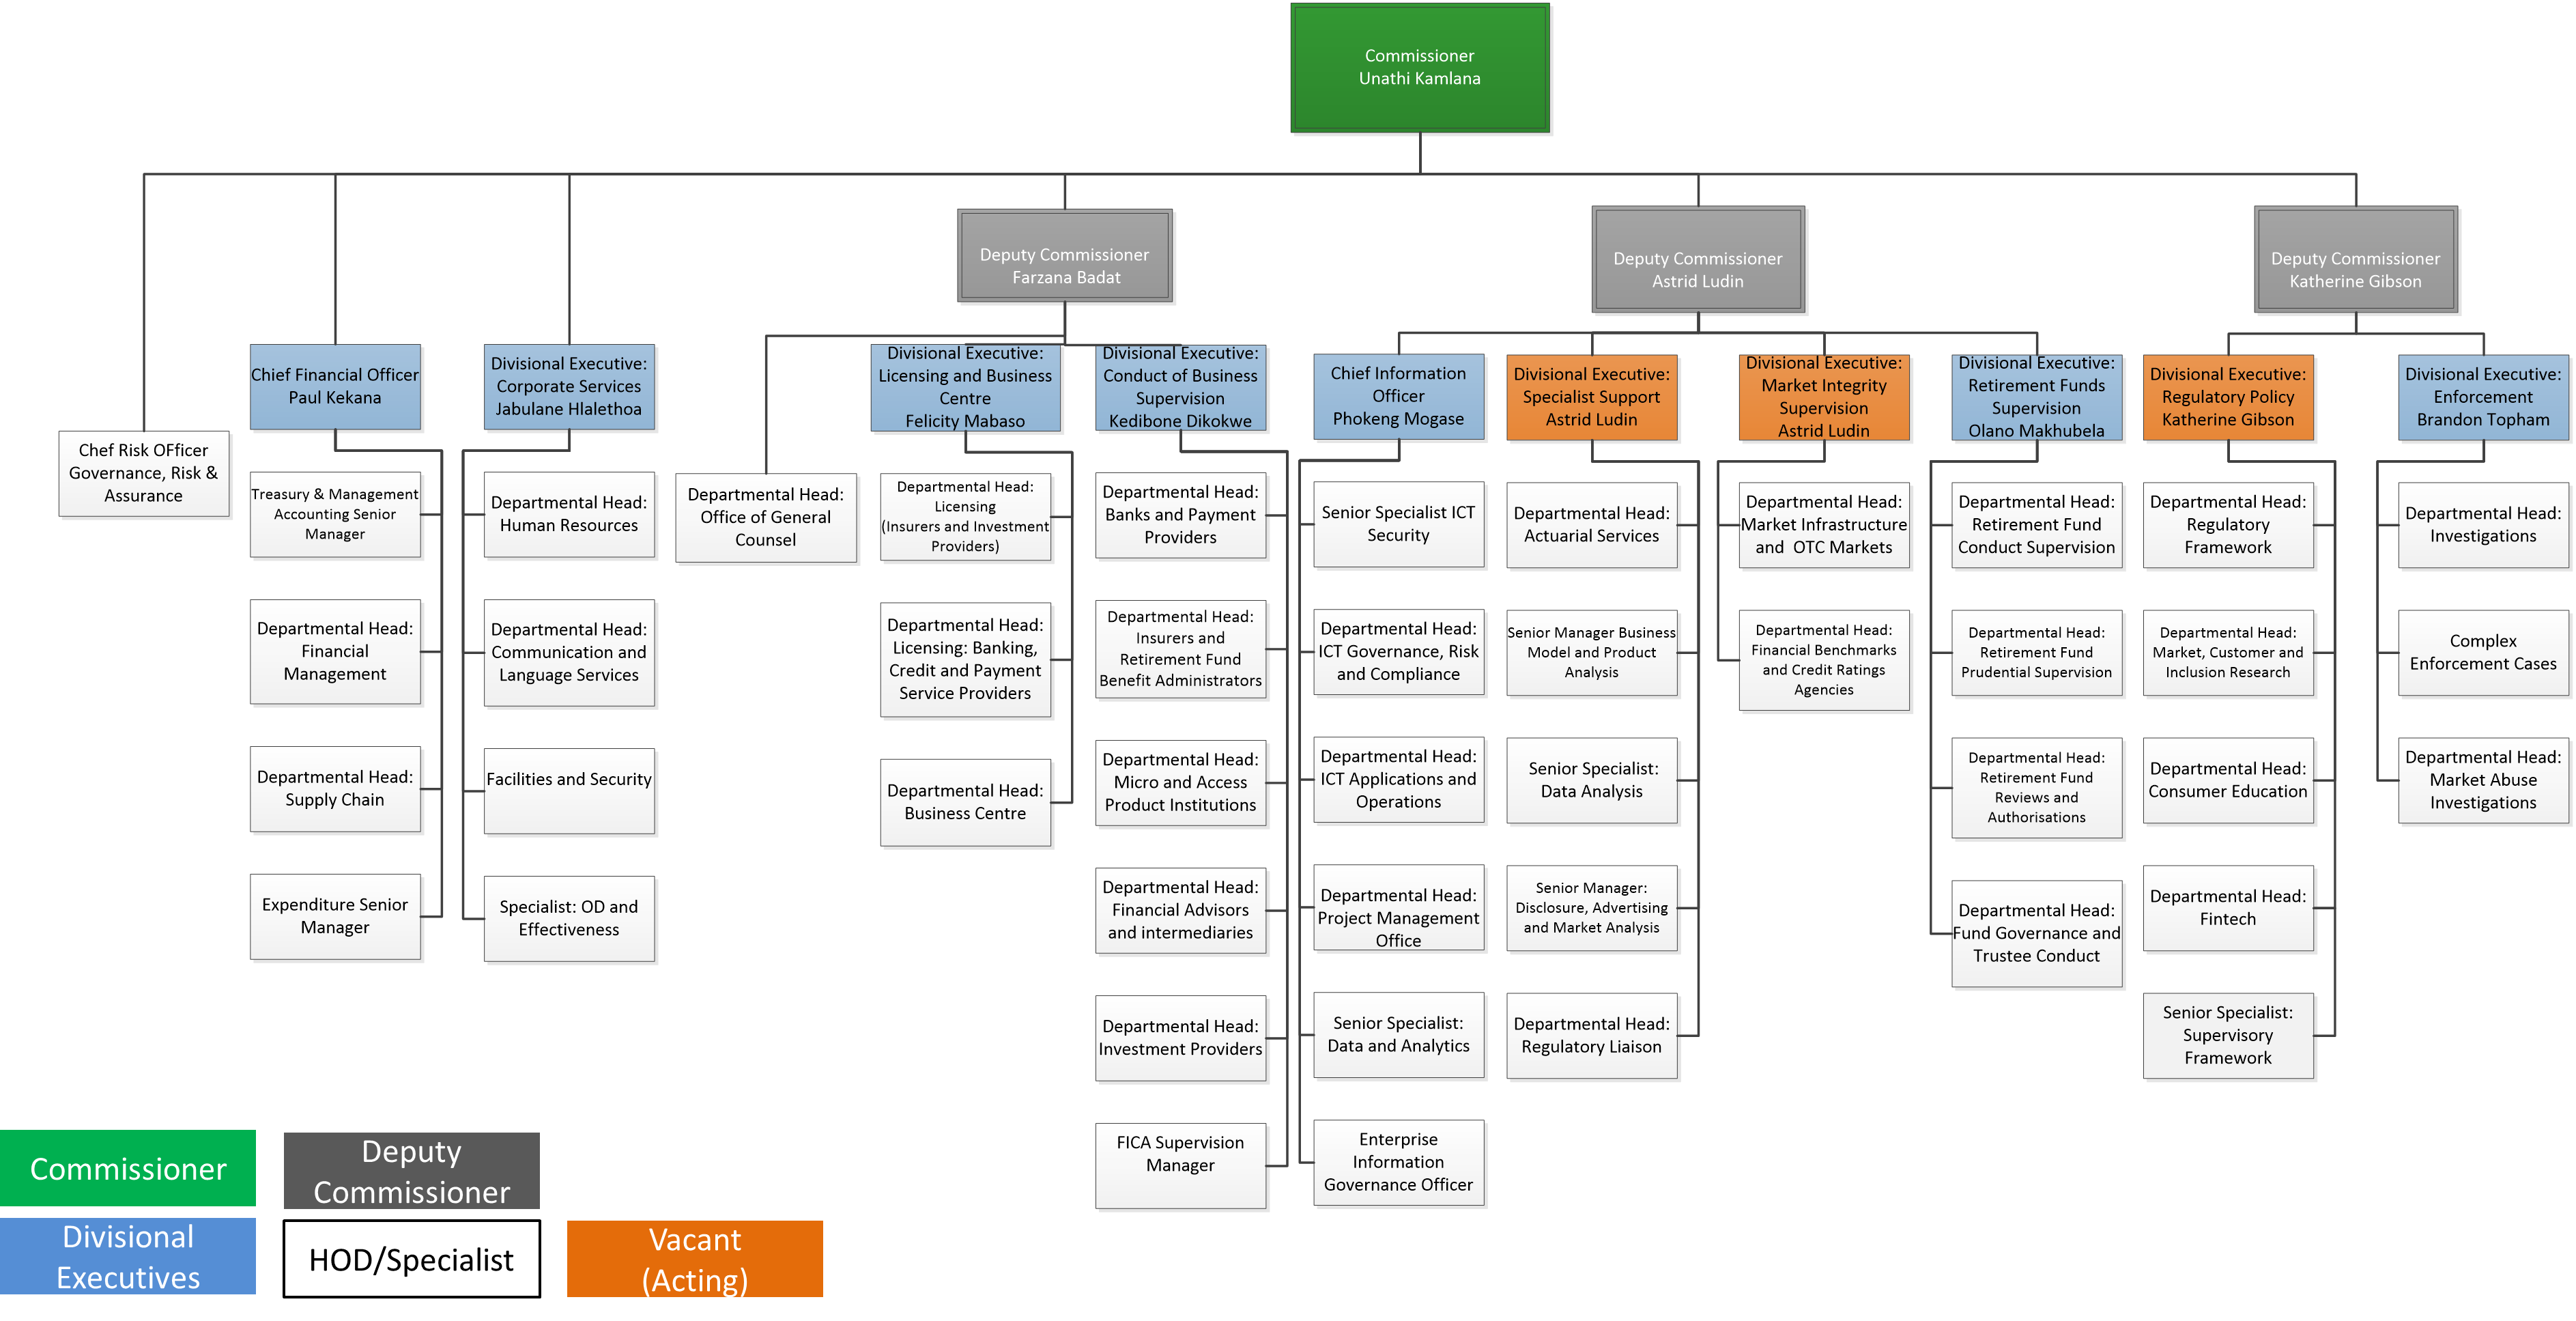 Commissioner
Unathi Kamlana
Deputy Commissioner
Farzana Badat
Deputy Commissioner
Astrid Ludin
Deputy Commissioner
Katherine Gibson
Chef Risk OFficer
Governance, Risk &
Assurance
Chief Financial Officer
Paul Kekana
Treasury & Management
Accounting Senior
Manager
Departmental Head:
Financial
Management
Departmental Head:
Supply Chain
Expenditure Senior
Manager
Divisional Executive:
Corporate Services
Jabulane Hlalethoa
Departmental Head:
Human Resources
Departmental Head:
Communication and
Language Services
Facilities and Security
Specialist: OD and
Effectiveness
Departmental Head:
Office of General
Counsel
Divisional Executive:
Licensing and Business
Centre
Felicity Mabaso
Departmental Head:
Licensing
(Insurers and Investment
Providers)
Departmental Head:
Licensing: Banking,
Credit and Payment
Service Providers
Departmental Head:
Business Centre
Divisional Executive:
Conduct of Business
Supervision
Kedibone Dikokwe
Departmental Head:
Banks and Payment
Providers
Departmental Head:
Insurers and
Retirement Fund
Benefit Administrators
Departmental Head:
Micro and Access
Product Institutions
Departmental Head:
Financial Advisors
and intermediaries
Departmental Head:
Investment Providers
FICA Supervision
Manager
Chief Information
Officer
Phokeng Mogase
Senior Specialist ICT
Security
Departmental Head:
ICT Governance, Risk
and Compliance
Departmental Head:
ICT Applications and
Operations
Departmental Head:
Project Management
Office
Senior Specialist:
Data and Analytics
Enterprise
Information
Governance Officer
Divisional Executive:
Specialist Support
Astrid Ludin
Departmental Head:
Actuarial Services
Senior Manager Business
Model and Product
Analysis
Senior Specialist:
Data Analysis
Senior Manager:
Disclosure, Advertising
and Market Analysis
Departmental Head:
Regulatory Liaison
Divisional Executive:
Market Integrity
Supervision
Astrid Ludin
Departmental Head:
Market Infrastructure
and OTC Markets
Departmental Head:
Financial Benchmarks
and Credit Ratings
Agencies
Divisional Executive:
Retirement Funds
Supervision
Olano Makhubela
Departmental Head:
Retirement Fund
Conduct Supervision
Departmental Head:
Retirement Fund
Prudential Supervision
Departmental Head:
Retirement Fund
Reviews and
Authorisations
Departmental Head:
Fund Governance and
Trustee Conduct
Divisional Executive:
Regulatory Policy
Katherine Gibson
Departmental Head:
Regulatory
Framework
Departmental Head:
Market, Customer and
Inclusion Research
Departmental Head:
Consumer Education
Departmental Head:
Fintech
Senior Specialist:
Supervisory
Framework
Divisional Executive:
Enforcement
Brandon Topham
Departmental Head:
Investigations
Complex
Enforcement Cases
Departmental Head:
Market Abuse
Investigations
Commissioner
Deputy
Commissioner
Divisional
Executives
HOD/Specialist
Vacant
(Acting)